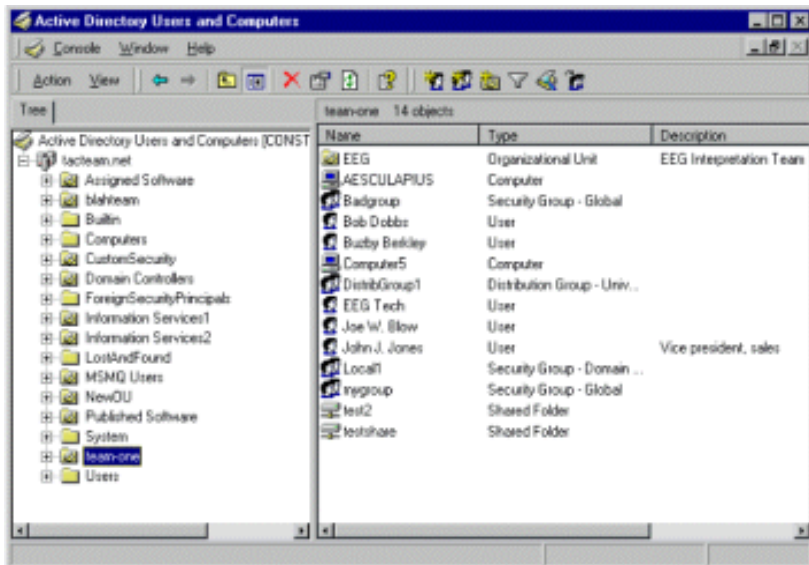 Active Directory Users and Computers
Console Window Help
Action View
Tree
team-one 14 objects
Active Directory Users and Computers [CONST
tacteam.net
Assigned Software
blahteam
Builtin
Computers
CustomSecurity
Domain Controllers
ForeignSecurityPrincipals
Information Services1
Information Services2
LostAndFound
MSMQ Users
NewOU
Published Software
System
team-one
Users
Name Type Description
EEG Organizational Unit EEG Interpretation Team
AESCULAPIUS Computer
Badgroup Security Group - Global
Bob Dobbs User
Buzby Berkley User
Computer5 Computer
DistribGroup1 Distribution Group - Univ...
EEG Tech User
Joe W. Blow User
John J. Jones User Vice president, sales
Local1 Security Group - Domain ...
mygroup Security Group - Global
test2 Shared Folder
testshare Shared Folder